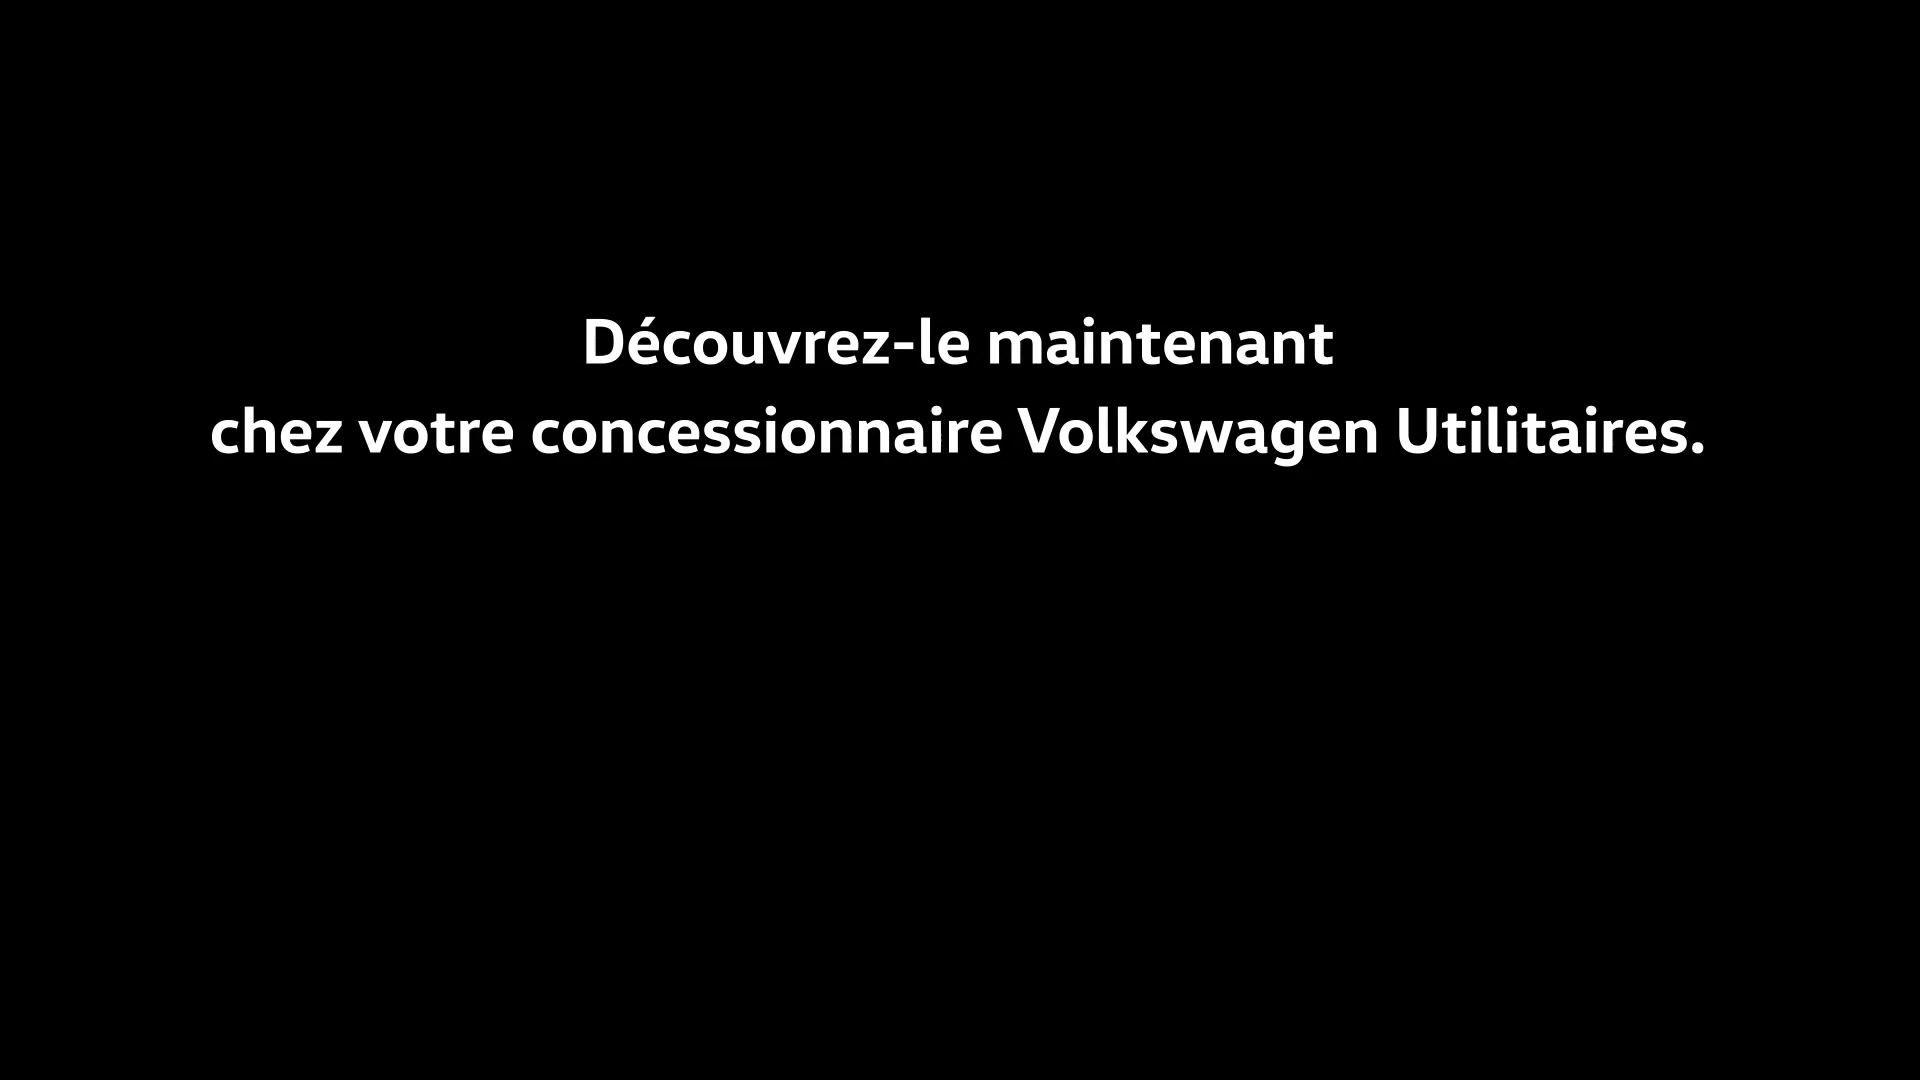 Découvrez-le maintenant
chez votre concessionnaire Volkswagen Utilitaires.